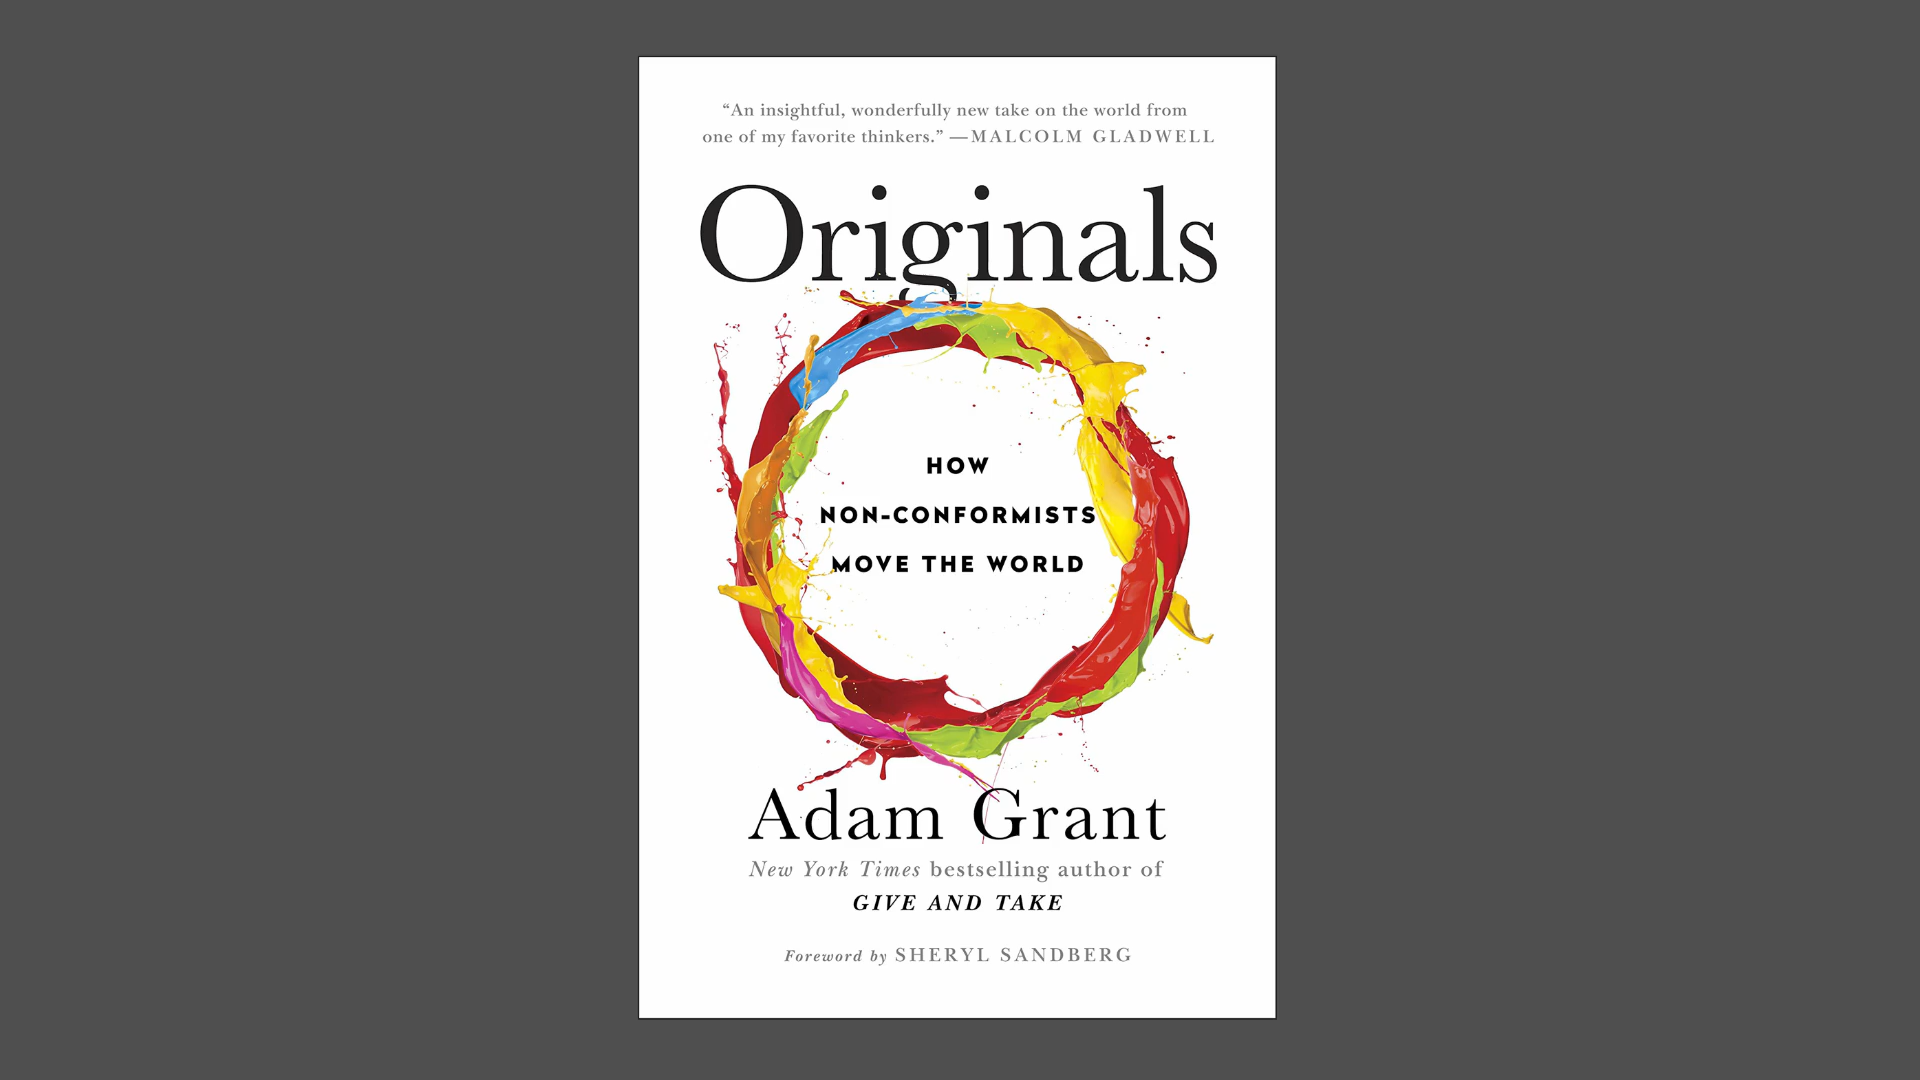 “An insightful, wonderfully new take on the world from
one of my favorite thinkers.” —MALCOLM GLADWELL
Originals
HOW
NON-CONFORMISTS
MOVE THE WORLD
Adam Grant
New York Times bestselling author of
GIVE AND TAKE
Foreword by SHERYL SANDBERG